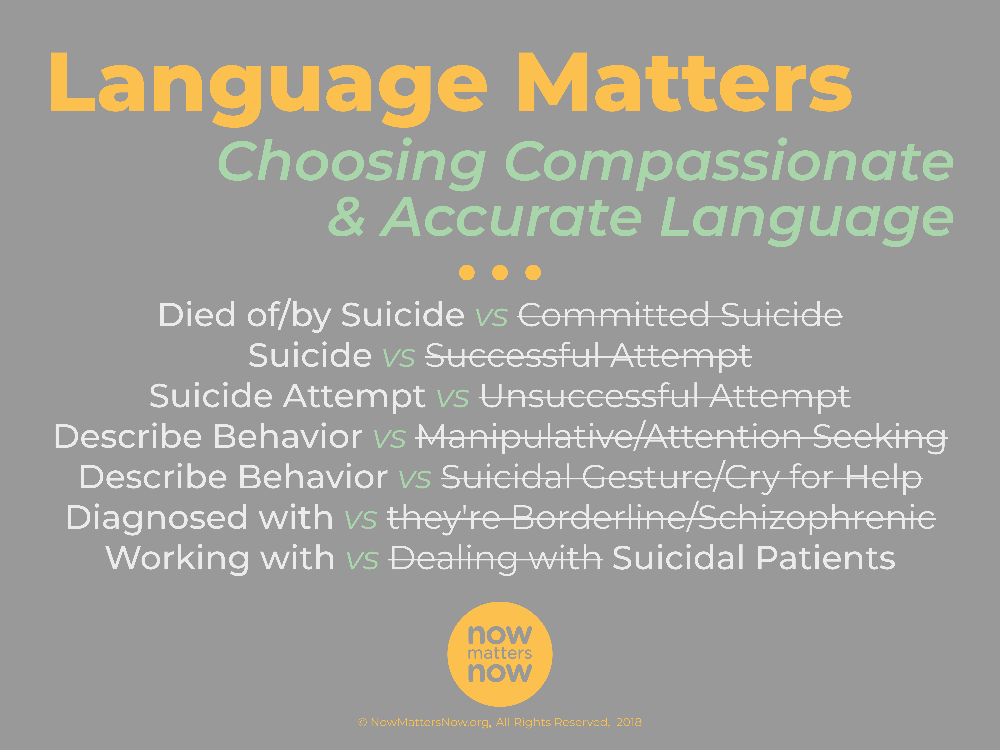 Language Matters
Choosing Compassionate
& Accurate Language
Died of/by Suicide vs Committed Suicide
Suicide vs Successful Attempt
Suicide Attempt vs Unsuccessful Attempt
Describe Behavior vs Manipulative/Attention Seeking
Describe Behavior vs Suicidal Gesture/Cry for Help
Diagnosed with vs they're Borderline/Schizophrenic
Working with vs Dealing with Suicidal Patients
now
matters
now
© NowMattersNow.org,, All Rights Reserved, 2018